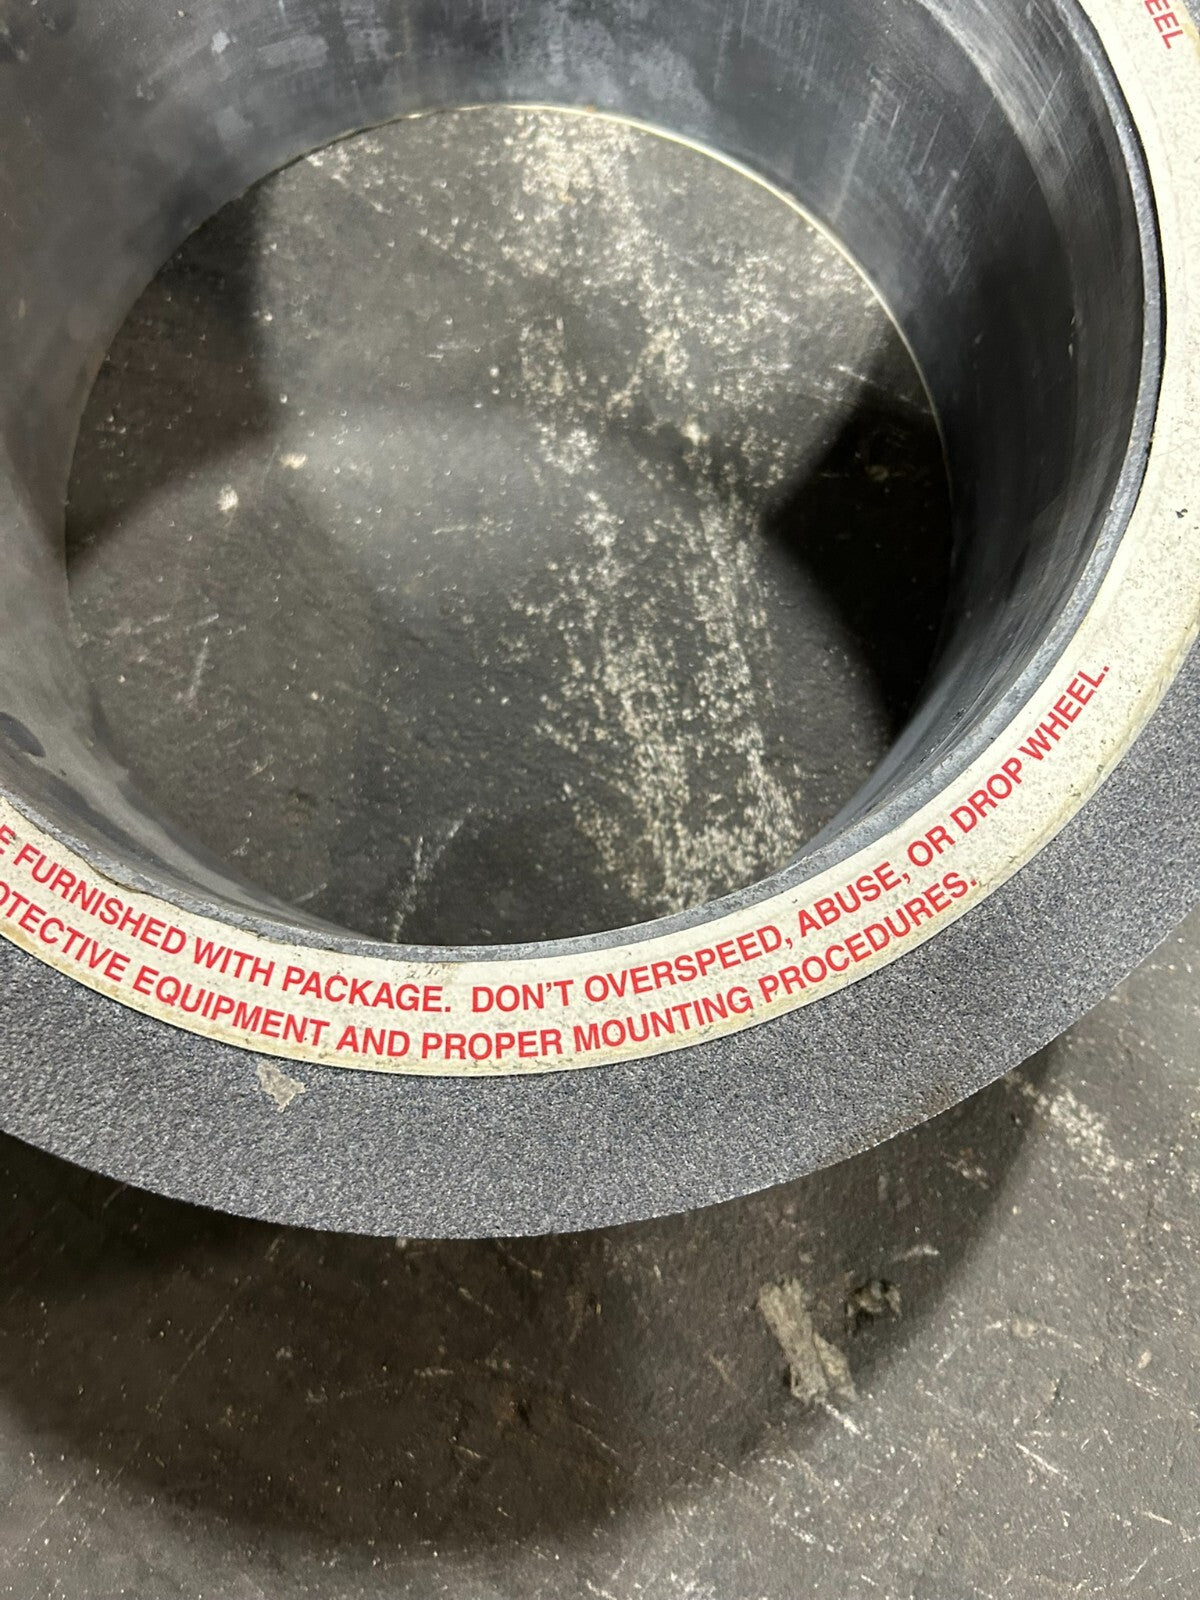 FURNISHED WITH PACKAGE. DON'T OVERSPEED, ABUSE, OR DROP WHEEL.
EQUIPMENT AND PROPER MOUNTING PROCEDURES.